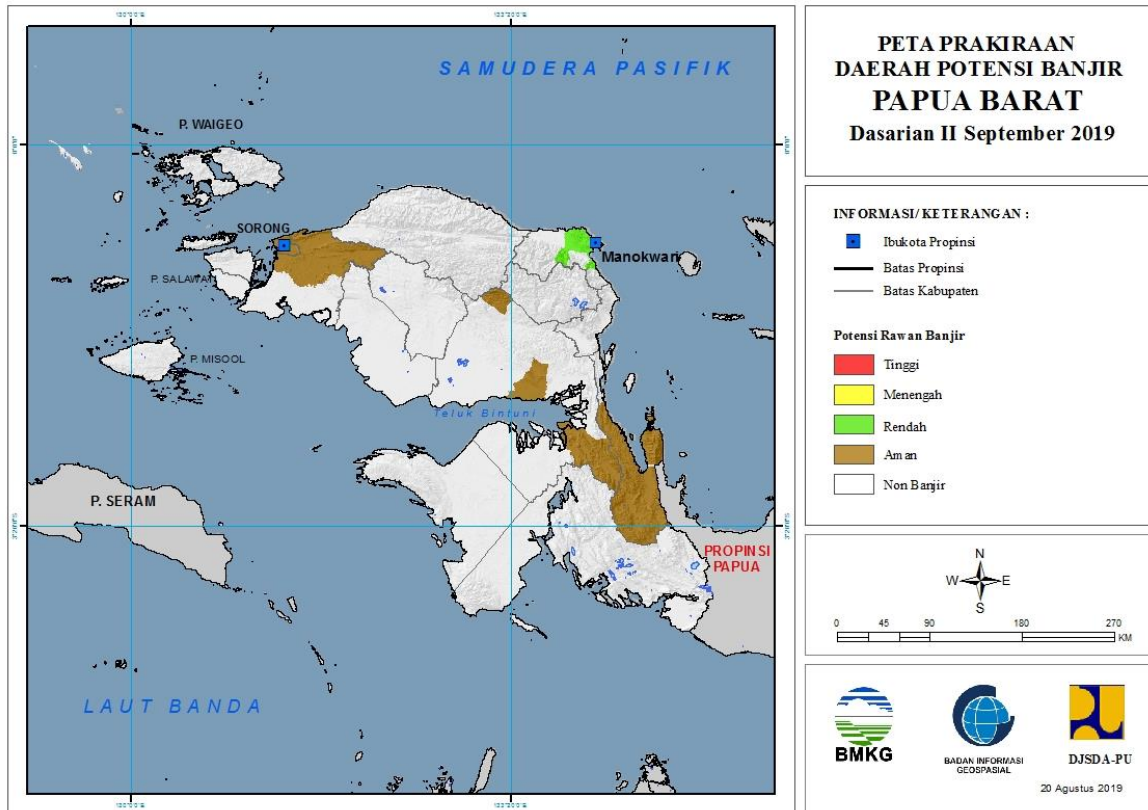 SAMUDERA PASIFIK
P. WAIGEO
SORONG
Manokwari
P. SALAWATI
P. MISOOL
Teluk Bintuni
P. SERAM
PROPINSI
PAPUA
LAUT BANDA
PETA PRAKIRAAN
DAERAH POTENSI BANJIR
PAPUA BARAT
Dasarian II September 2019
INFORMASI/ KETERANGAN :
Ibukota Propinsi
Batas Propinsi
Batas Kabupaten
Potensi Rawan Banjir
Tinggi
Menengah
Rendah
Aman
Non Banjir
N
W E
S
0 45 90 180 270
KM
BMKG
BADAN INFORMASI
GEOSPASIAL
DJSDA-PU
20 Agustus 2019